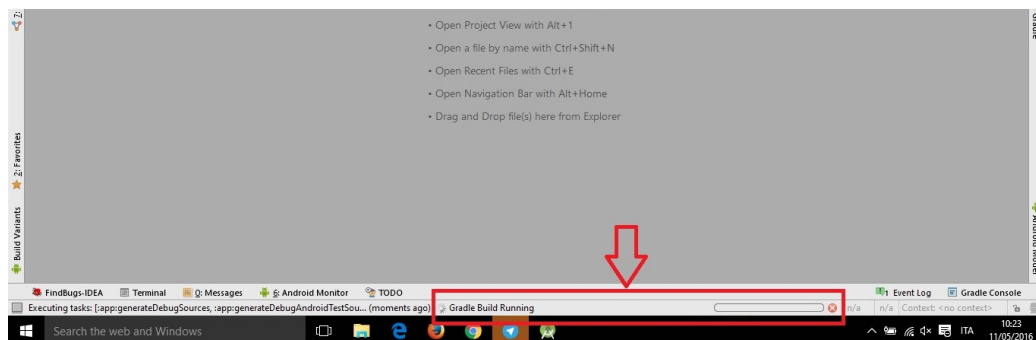 Z:
Gradle
• Open Project View with Alt+1
• Open a file by name with Ctrl+Shift+N
• Open Recent Files with Ctrl+E
• Open Navigation Bar with Alt+Home
• Drag and Drop file(s) here from Explorer
2: Favorites
Build Variants
Android Model
FindBugs-IDEA Terminal 0: Messages 6: Android Monitor TODO 1 Event Log Gradle Console
Executing tasks: [:app:generateDebugSources, :app:generateDebugAndroidTestSou... (moments ago) Gradle Build Running n/a n/a Context: <no context>
Search the web and Windows ITA 10:23
11/05/2016